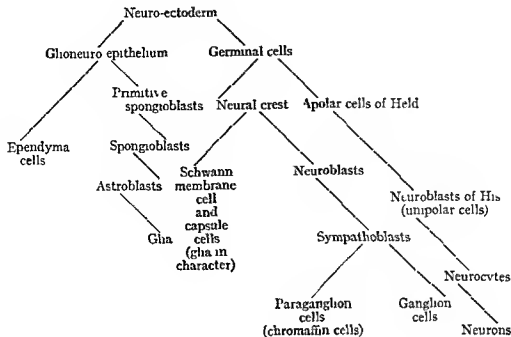 Neuro-ectoderm
Glioneuro epithelium
Germinal cells
Primitive
spongioblasts
Neural crest
Apolar cells of Held
Ependyma
cells
Spongioblasts
Astroblasts
Glia
Schwann
membrane
cell
and
capsule
cells
(glia in
character)
Neuroblasts
Neuroblasts of His
(unipolar cells)
Sympathoblasts
Neurocytes
Paraganglion
cells
(chromaffin cells)
Ganglion
cells
Neurons